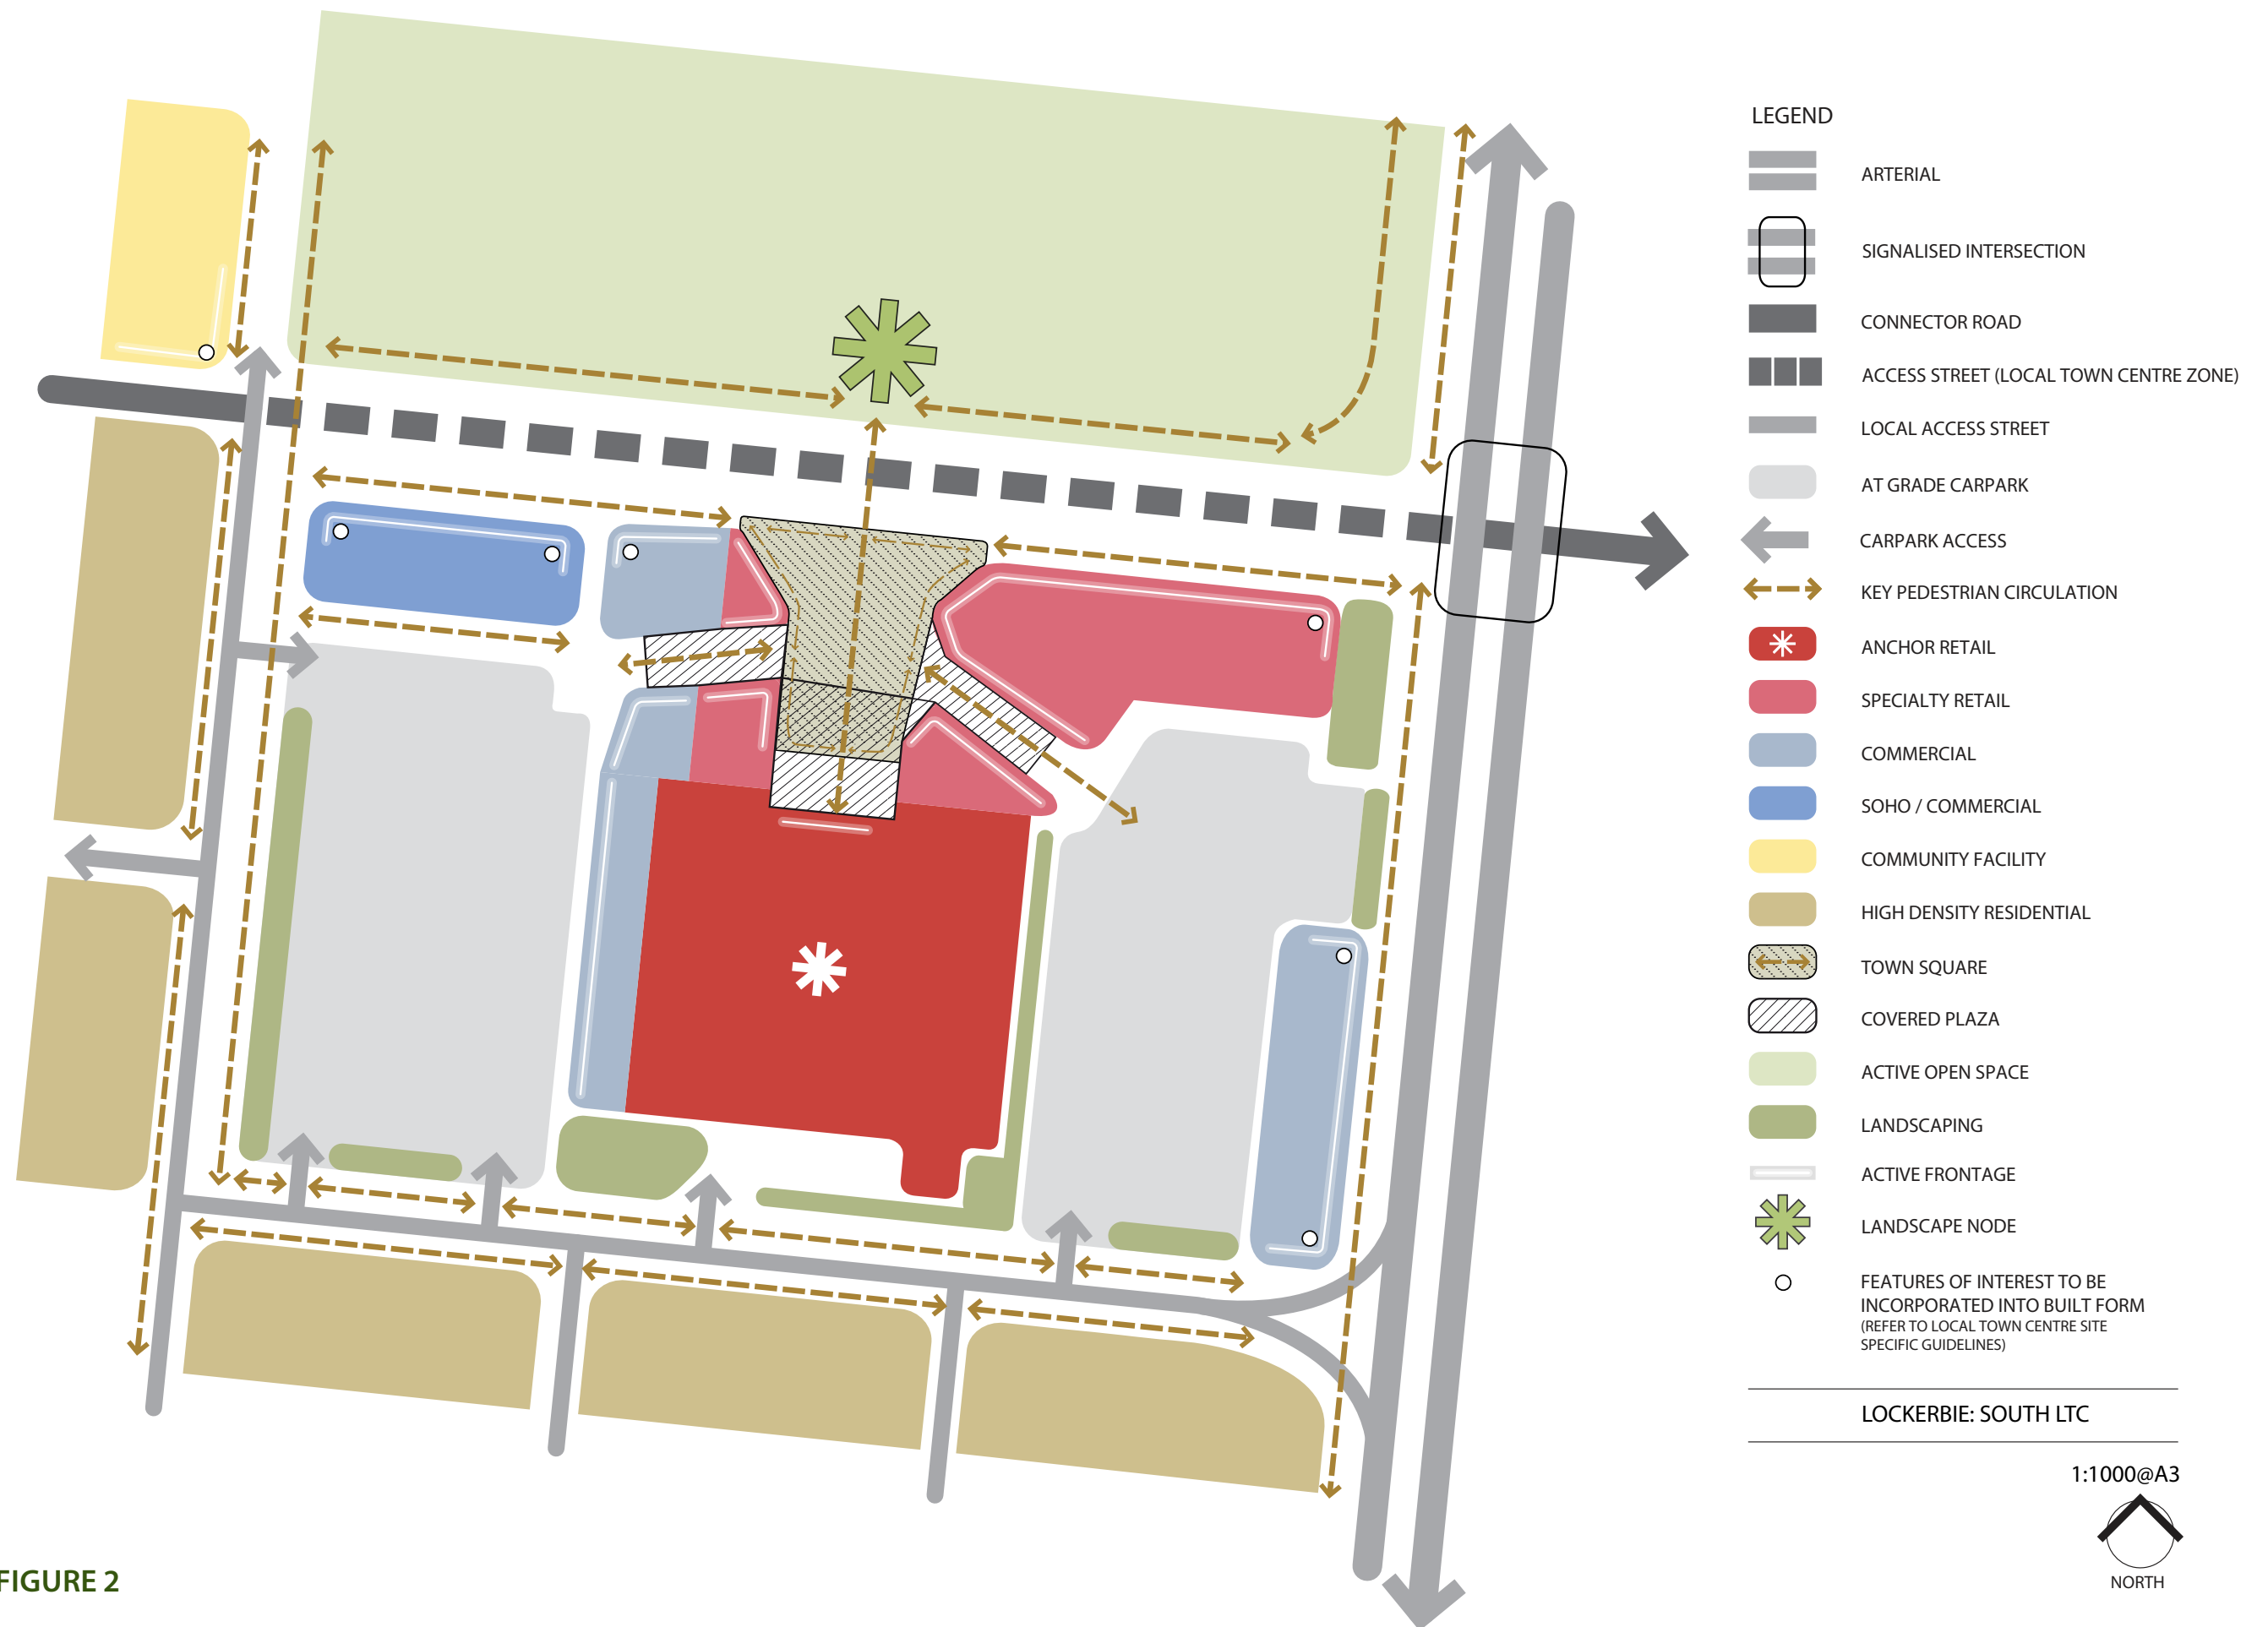 LEGEND
ARTERIAL
SIGNALISED INTERSECTION
CONNECTOR ROAD
ACCESS STREET (LOCAL TOWN CENTRE ZONE)
LOCAL ACCESS STREET
AT GRADE CARPARK
CARPARK ACCESS
KEY PEDESTRIAN CIRCULATION
ANCHOR RETAIL
SPECIALTY RETAIL
COMMERCIAL
SOHO / COMMERCIAL
COMMUNITY FACILITY
HIGH DENSITY RESIDENTIAL
TOWN SQUARE
COVERED PLAZA
ACTIVE OPEN SPACE
LANDSCAPING
ACTIVE FRONTAGE
LANDSCAPE NODE
FEATURES OF INTEREST TO BE
INCORPORATED INTO BUILT FORM
(REFER TO LOCAL TOWN CENTRE SITE
SPECIFIC GUIDELINES)
LOCKERBIE: SOUTH LTC
1:1000@A3
NORTH
FIGURE 2